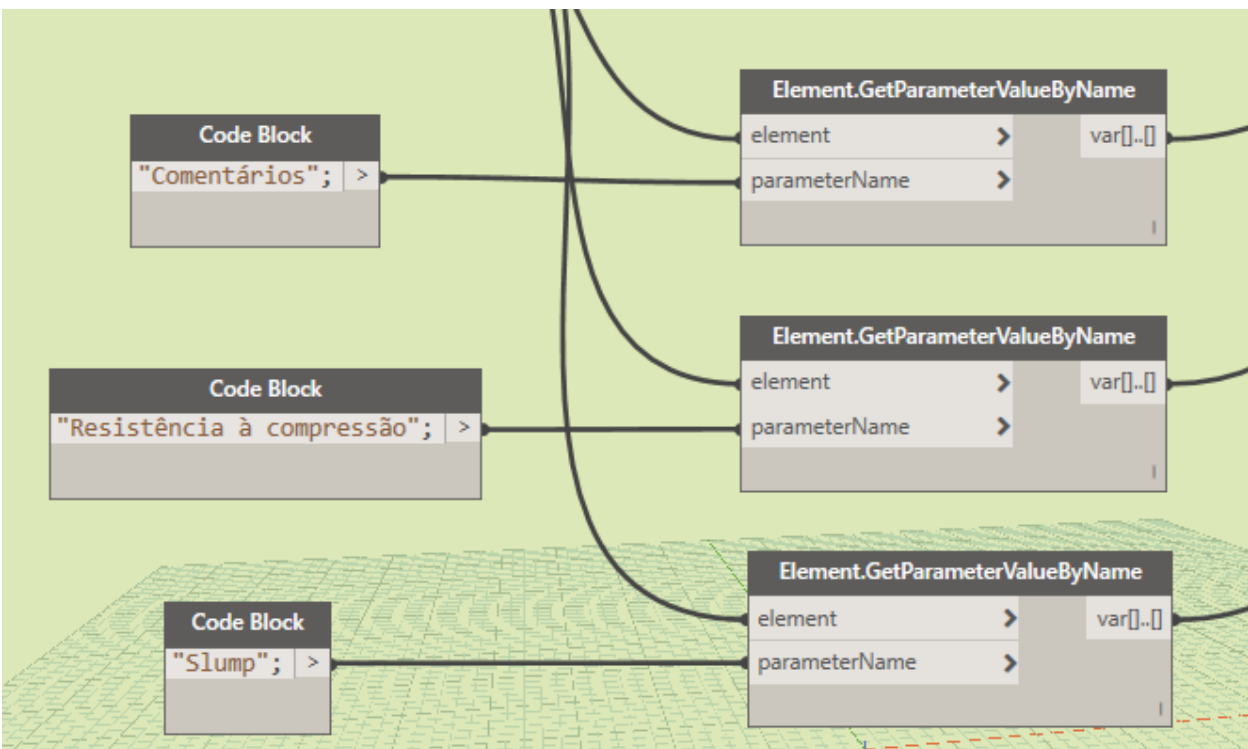 Element.GetParameterValueByName
Code Block
element
var[]..[]
"Comentários"; >
parameterName
Element.GetParameterValueByName
Code Block
element
var[]..[]
"Resistência à compressão"; >
parameterName
Element.GetParameterValueByName
Code Block
element
var[]..[]
"Slump"; >
parameterName